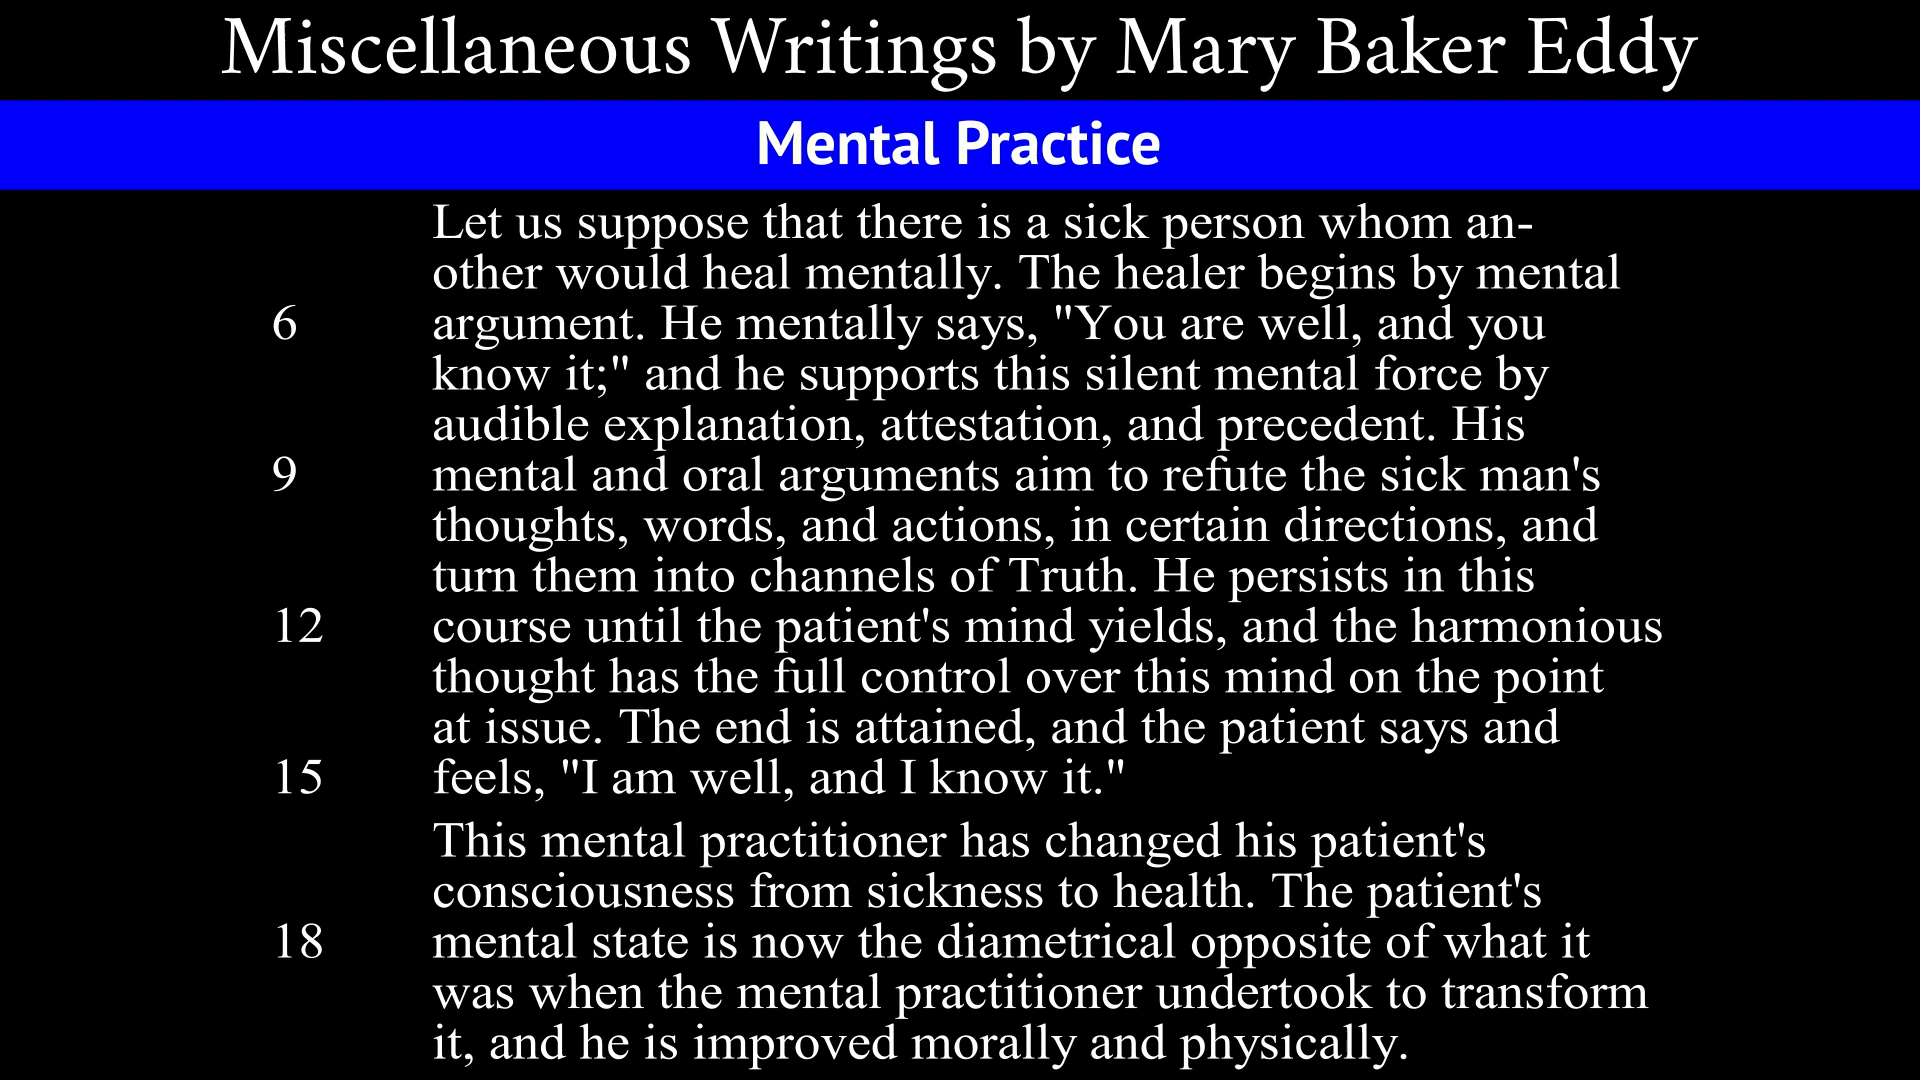 Miscellaneous Writings by Mary Baker Eddy
Mental Practice
Let us suppose that there is a sick person whom an-
other would heal mentally. The healer begins by mental
6 argument. He mentally says, "You are well, and you
know it;" and he supports this silent mental force by
audible explanation, attestation, and precedent. His
9 mental and oral arguments aim to refute the sick man's
thoughts, words, and actions, in certain directions, and
turn them into channels of Truth. He persists in this
12 course until the patient's mind yields, and the harmonious
thought has the full control over this mind on the point
at issue. The end is attained, and the patient says and
15 feels, "I am well, and I know it."
This mental practitioner has changed his patient's
consciousness from sickness to health. The patient's
18 mental state is now the diametrical opposite of what it
was when the mental practitioner undertook to transform
it, and he is improved morally and physically.